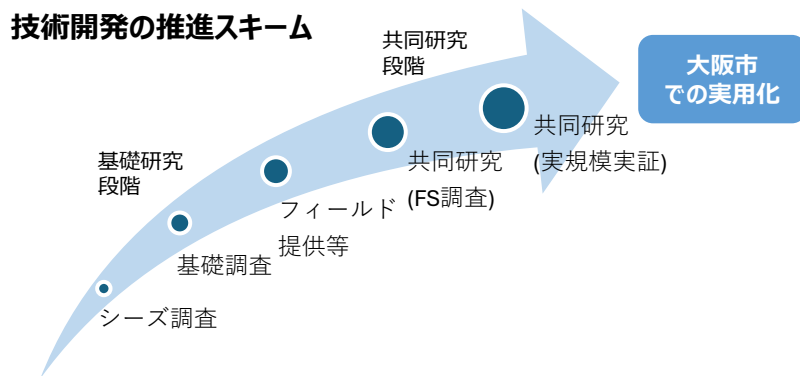 技術開発の推進スキーム
共同研究
段階
大阪市
での実用化
基礎研究
段階
共同研究
(実規模実証)
共同研究
(FS調査)
フィールド
提供等
基礎調査
シーズ調査